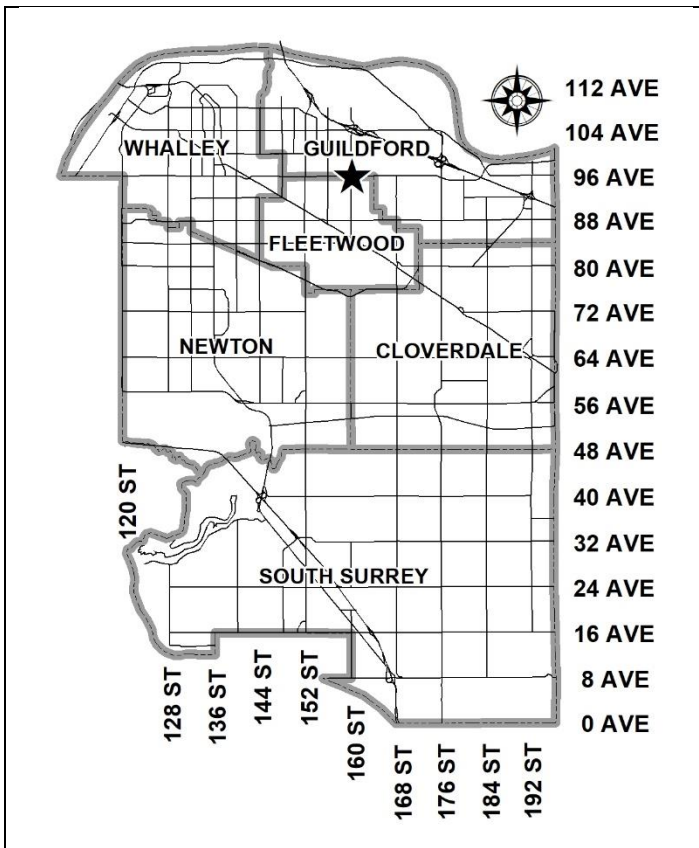 112 AVE
104 AVE
WHALLEY
GUILDFORD
96 AVE
88 AVE
FLEETWOOD
80 AVE
72 AVE
NEWTON
CLOVERDALE
64 AVE
56 AVE
48 AVE
120 ST
40 AVE
32 AVE
SOUTH SURREY
24 AVE
16 AVE
8 AVE
0 AVE
128 ST
136 ST
144 ST
152 ST
160 ST
168 ST
176 ST
184 ST
192 ST